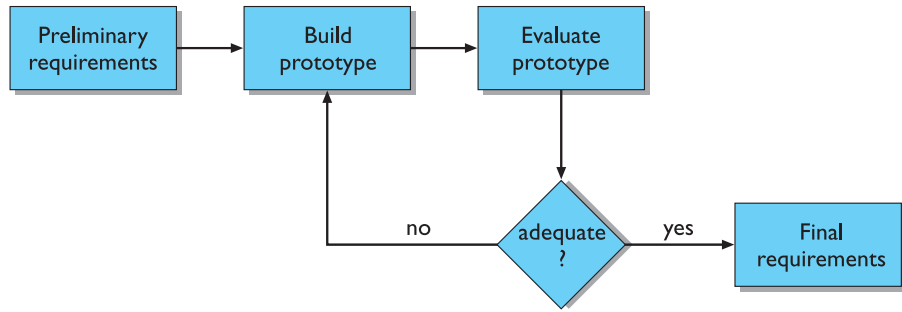 Preliminary
requirements
Build
prototype
Evaluate
prototype
no
adequate
?
yes
Final
requirements